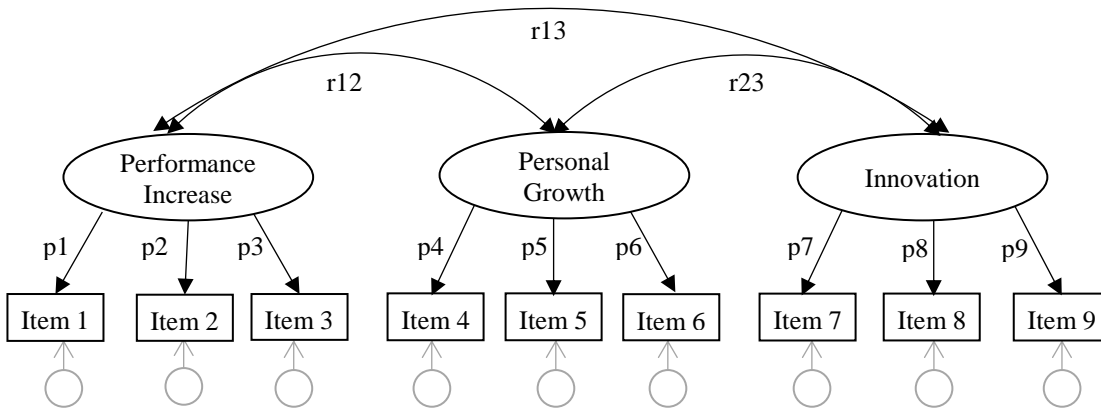 r13
r12
r23
Performance
Increase
Personal
Growth
Innovation
p1
p2
p3
p4
p5
p6
p7
p8
p9
Item 1
Item 2
Item 3
Item 4
Item 5
Item 6
Item 7
Item 8
Item 9